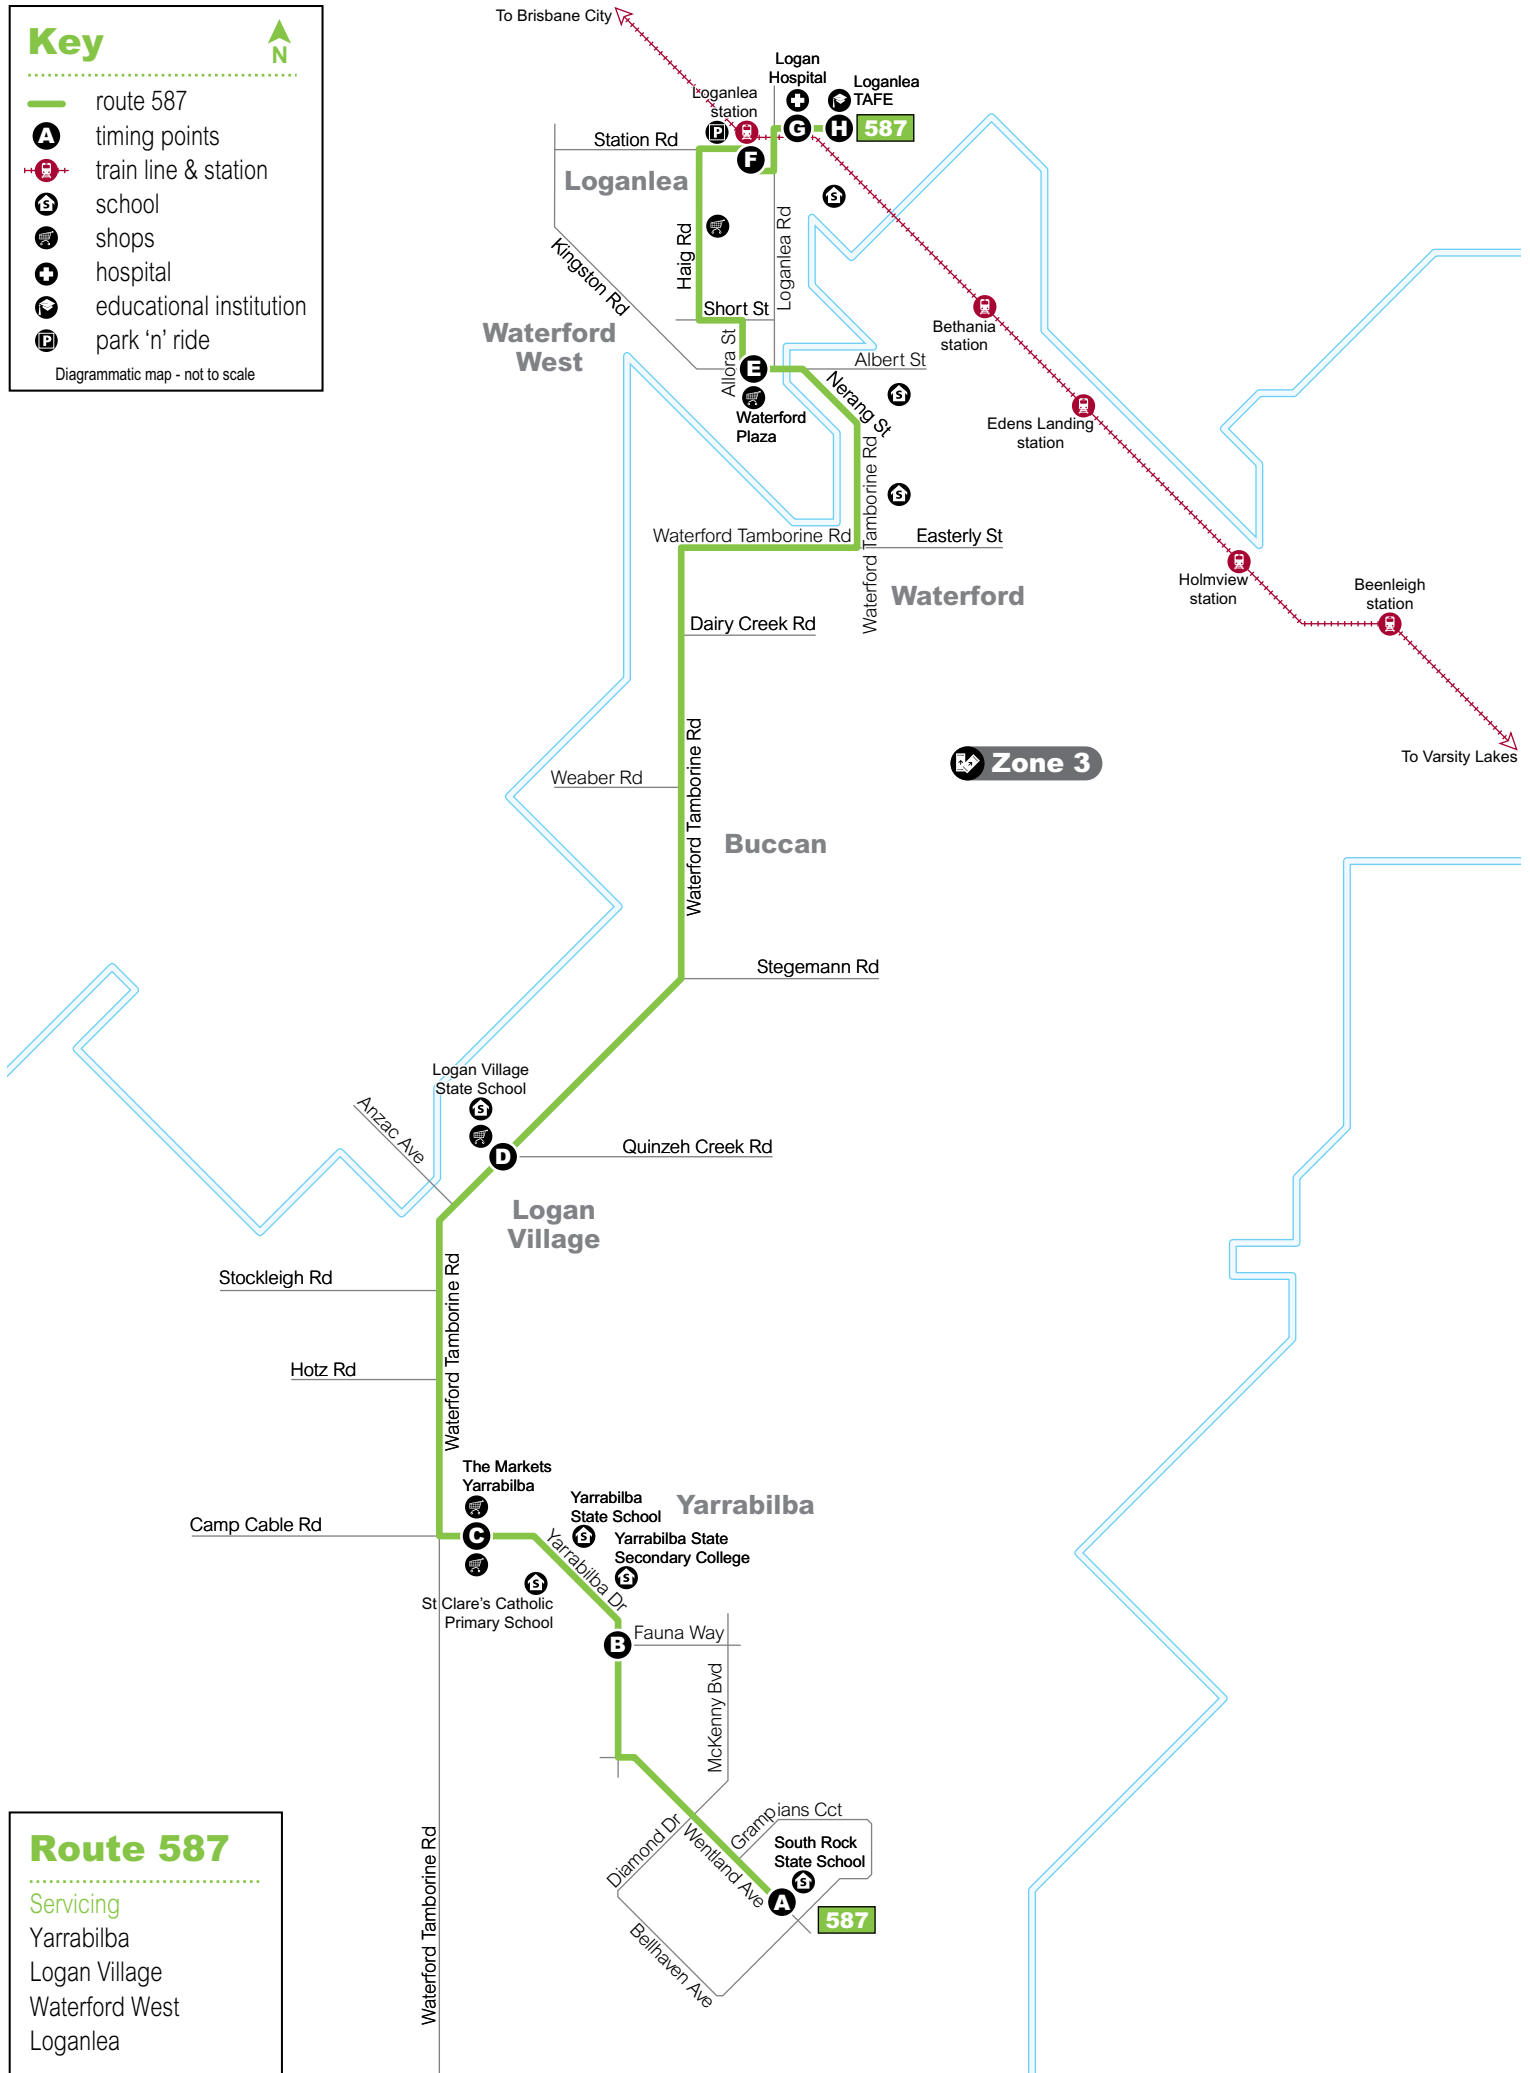 Key
N
route 587
A
timing points
train line & station
S
school
shops
hospital
educational institution
P
park 'n' ride
Diagrammatic map - not to scale
To Brisbane City
Logan
Hospital
Loganlea
TAFE
Loganlea
station
P
G
H
587
Station Rd
F
Loganlea
S
Haig Rd
Loganlea Rd
Kingston Rd
Short St
Waterford
West
Allora St
E
Albert St
Nerang St
S
Waterford
Plaza
Bethania
station
Edens Landing
station
Waterford Tamborine Rd
S
Waterford Tamborine Rd
Easterly St
Waterford
Holmview
station
Beenleigh
station
Dairy Creek Rd
Waterford Tamborine Rd
Zone 3
To Varsity Lakes
Weaber Rd
Buccan
Stegemann Rd
Logan Village
State School
S
Anzac Ave
D
Quinzeh Creek Rd
Logan
Village
Stockleigh Rd
Waterford Tamborine Rd
Hotz Rd
The Markets
Yarrabilba
Yarrabilba
State School
S
Yarrabilba
Camp Cable Rd
C
Yarrabilba Dr
Yarrabilba State
Secondary College
S
S
St Clare's Catholic
Primary School
B
Fauna Way
McKenny Bvd
Diamond Dr
Wentland Ave
Grampians Cct
South Rock
State School
S
A
587
Bellhaven Ave
Waterford Tamborine Rd
Route 587
Servicing
Yarrabilba
Logan Village
Waterford West
Loganlea